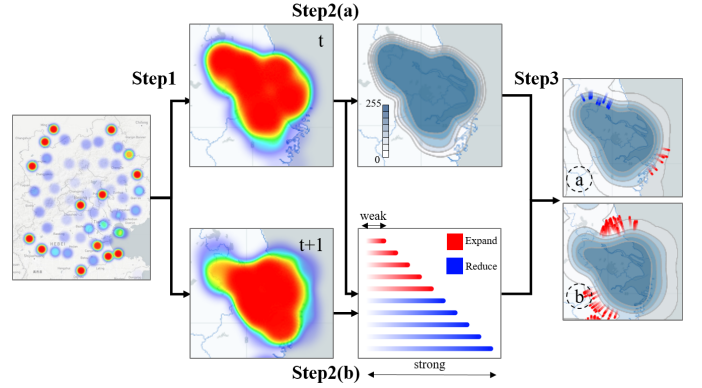 Step2(a)
t
Step1
Step3
255
0
a
weak
Expand
t+1
Reduce
b
strong
Step2(b)